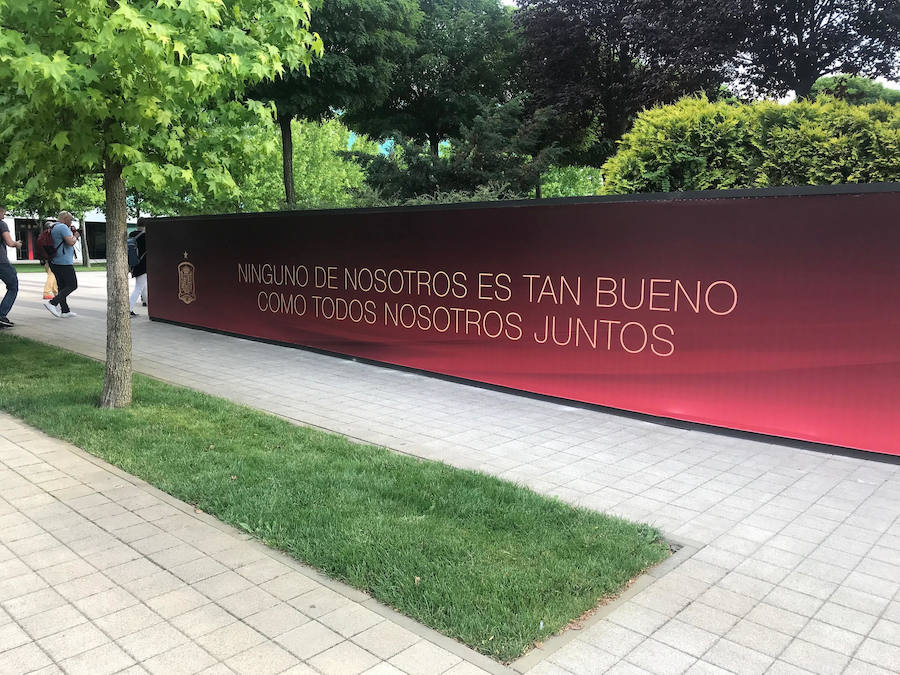 NINGUNO DE NOSOTROS ES TAN BUENO
COMO TODOS NOSOTROS JUNTOS